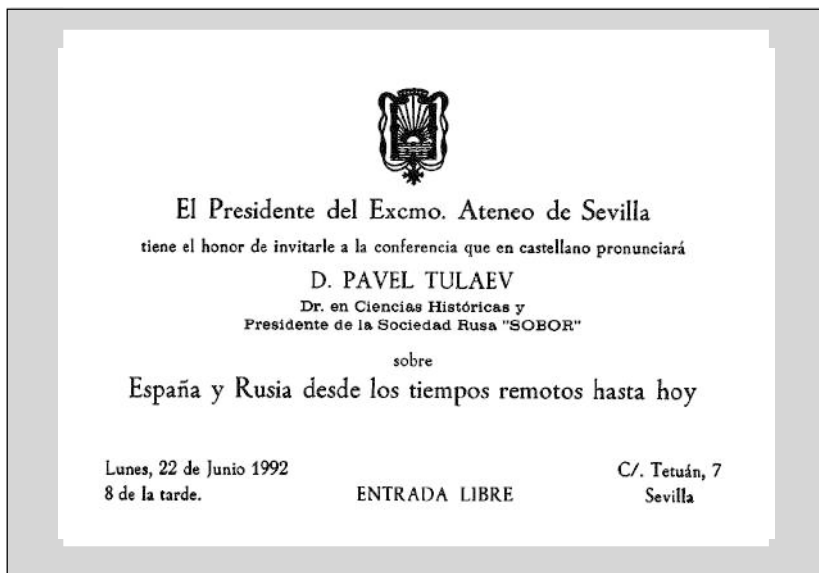 El Presidente del Excmo. Ateneo de Sevilla
tiene el honor de invitarle a la conferencia que en castellano pronunciará
D. PAVEL TULAEV
Dr. en Ciencias Históricas y
Presidente de la Sociedad Rusa "SOBOR"
sobre
España y Rusia desde los tiempos remotos hasta hoy
Lunes, 22 de Junio 1992
8 de la tarde.
ENTRADA LIBRE
C/. Tetuán, 7
Sevilla